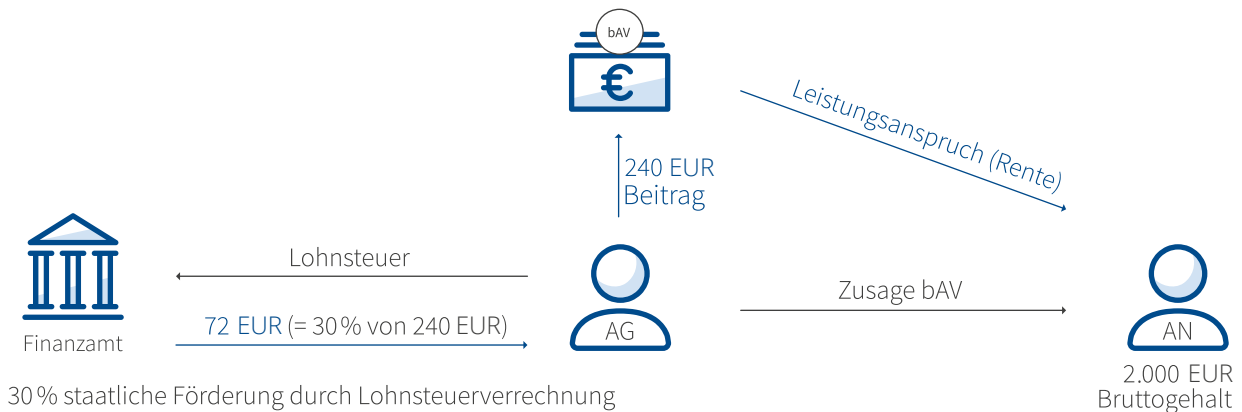 bAV
€
Leistungsanspruch (Rente)
240 EUR
Beitrag
Lohnsteuer
Zusage bAV
72 EUR (= 30 % von 240 EUR)
AG
AN
Finanzamt
2.000 EUR
Bruttogehalt
30 % staatliche Förderung durch Lohnsteuerverrechnung